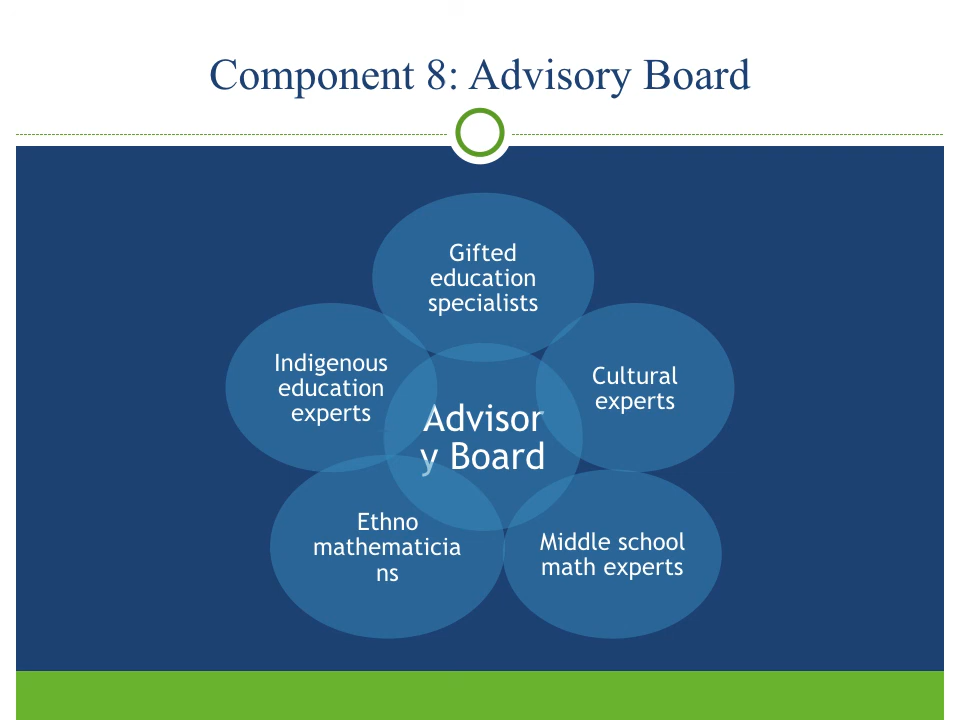 Component 8: Advisory Board
Gifted
education
specialists
Indigenous
education
experts
Cultural
experts
Advisor
y Board
Ethno
mathematicia
ns
Middle school
math experts